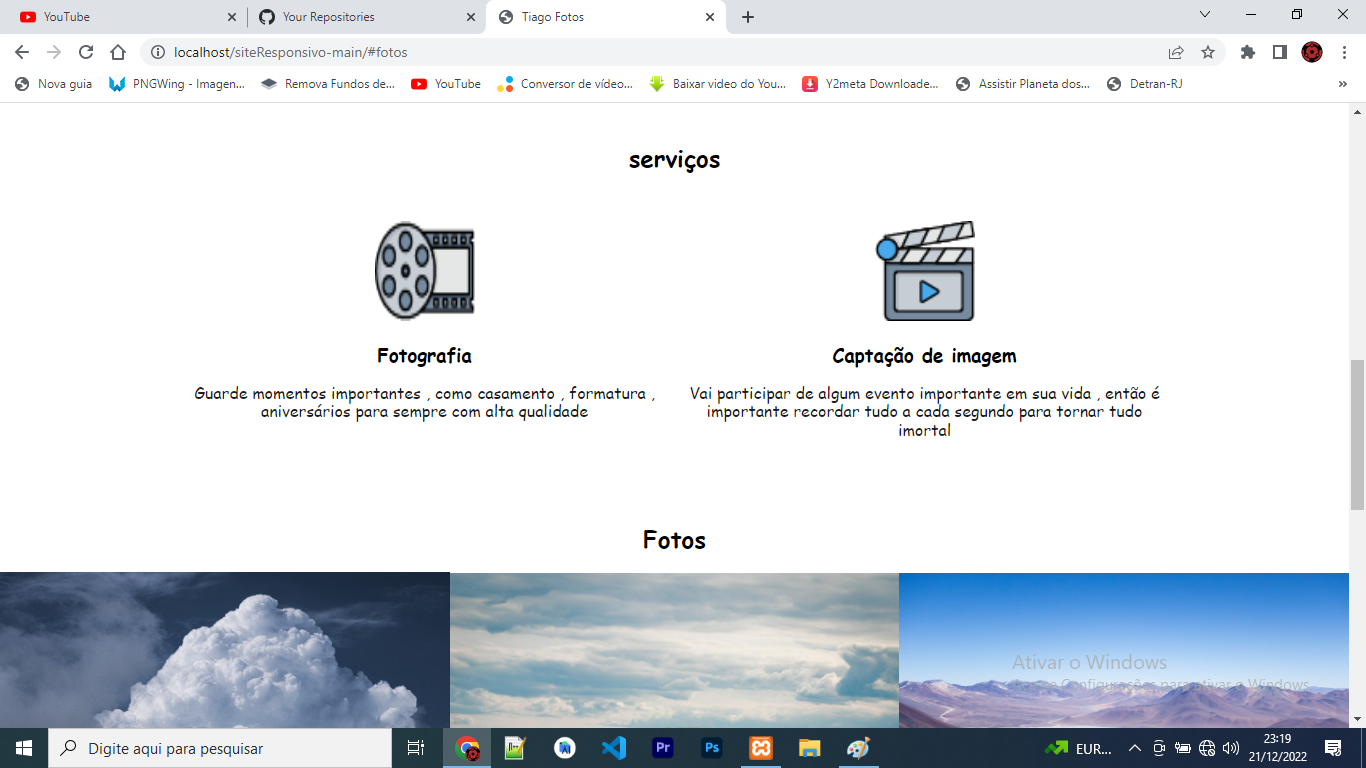 YouTube
Your Repositories
Tiago Fotos
localhost/siteResponsivo-main/#fotos
Nova guia
PNGWing - Imagen...
Remova Fundos de...
YouTube
Conversor de vídeo...
Baixar video do You...
Y2meta Downloade...
Assistir Planeta dos...
Detran-RJ
»
serviços
Fotografia
Guarde momentos importantes , como casamento , formatura ,
aniversários para sempre com alta qualidade
Captação de imagem
Vai participar de algum evento importante em sua vida , então é
importante recordar tudo a cada segundo para tornar tudo
imortal
Fotos
Ativar o Windows
Configurações para ativar o Windows.
Digite aqui para pesquisar
Pr
Ps
EUR...
23:19
21/12/2022